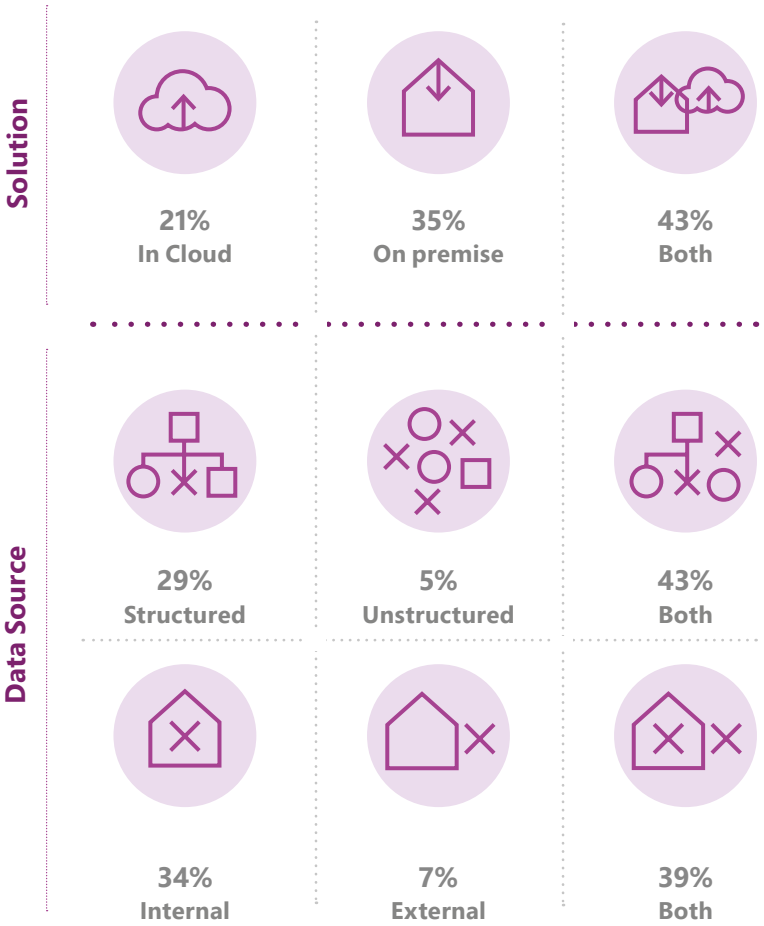 Solution
21%
In Cloud
35%
On premise
43%
Both
Data Source
29%
Structured
5%
Unstructured
43%
Both
34%
Internal
7%
External
39%
Both